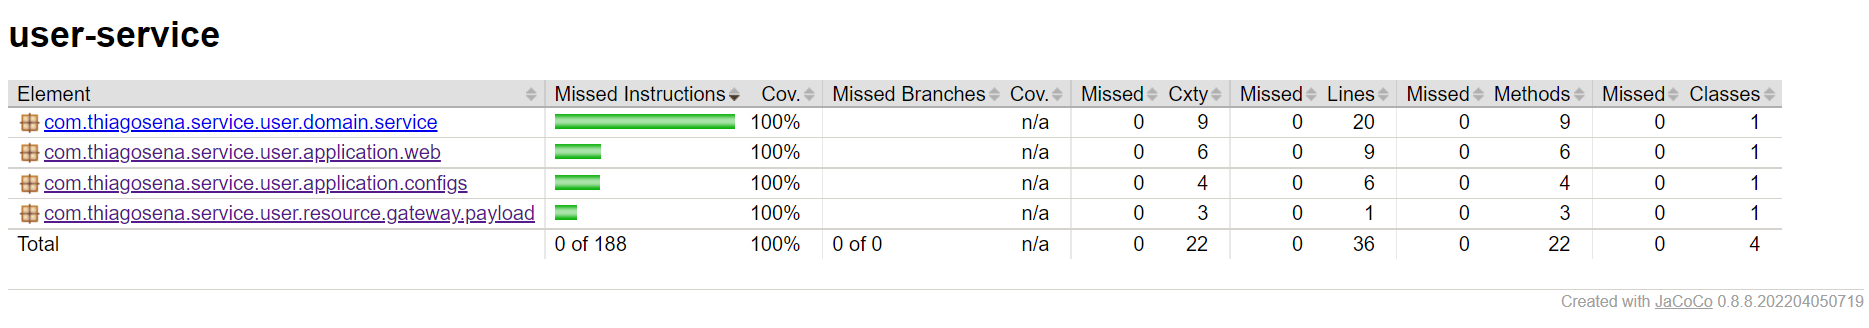 user-service
Element Missed Instructions Cov. Missed Branches Cov. Missed Cxty Missed Lines Missed Methods Missed Classes
com.thiagosena.service.user.domain.service 100% n/a 0 9 0 20 0 9 0 1
com.thiagosena.service.user.application.web 100% n/a 0 6 0 9 0 6 0 1
com.thiagosena.service.user.application.configs 100% n/a 0 4 0 6 0 4 0 1
com.thiagosena.service.user.resource.gateway.payload 100% n/a 0 3 0 1 0 3 0 1
Total 0 of 188 100% 0 of 0 n/a 0 22 0 36 0 22 0 4
Created with JaCoCo 0.8.8.202204050719